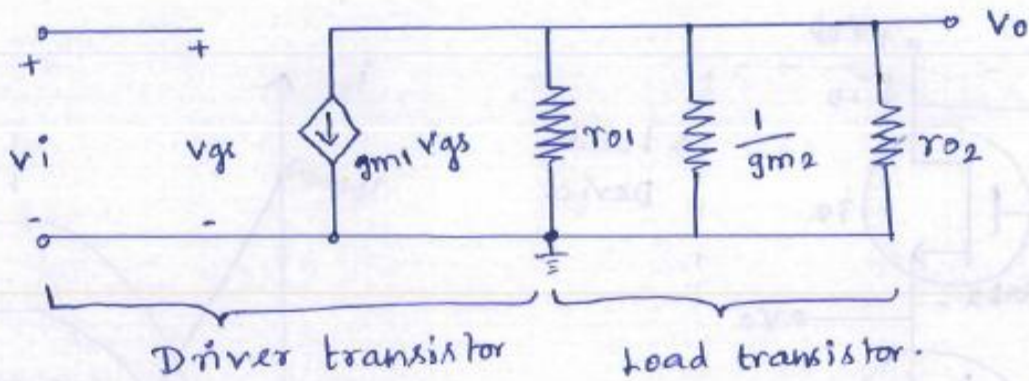 Vo
+ +
vi vgs gm1 vgs ro1 1/gm2 ro2
- -
Driver transistor Load transistor.